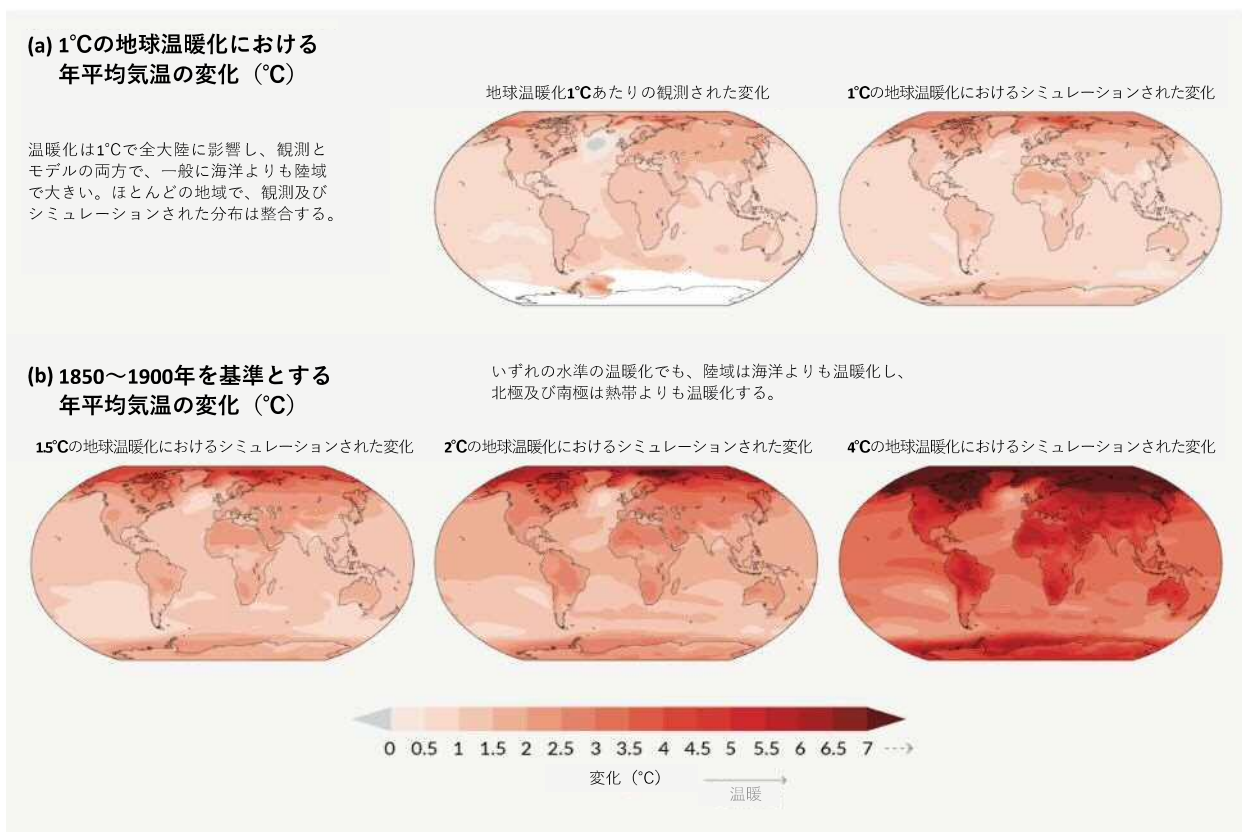 (a) 1℃の地球温暖化における
年平均気温の変化（℃）
温暖化は1℃で全大陸に影響し、観測と
モデルの両方で、一般に海洋よりも陸域
で大きい。ほとんどの地域で、観測及び
シミュレーションされた分布は整合する。
地球温暖化1℃あたりの観測された変化
1℃の地球温暖化におけるシミュレーションされた変化
(b) 1850～1900年を基準とする
年平均気温の変化（℃）
いずれの水準の温暖化でも、陸域は海洋よりも温暖化し、
北極及び南極は熱帯よりも温暖化する。
1.5℃の地球温暖化におけるシミュレーションされた変化
2℃の地球温暖化におけるシミュレーションされた変化
4℃の地球温暖化におけるシミュレーションされた変化
0 0.5 1 1.5 2 2.5 3 3.5 4 4.5 5 5.5 6 6.5 7
変化（℃）
温暖